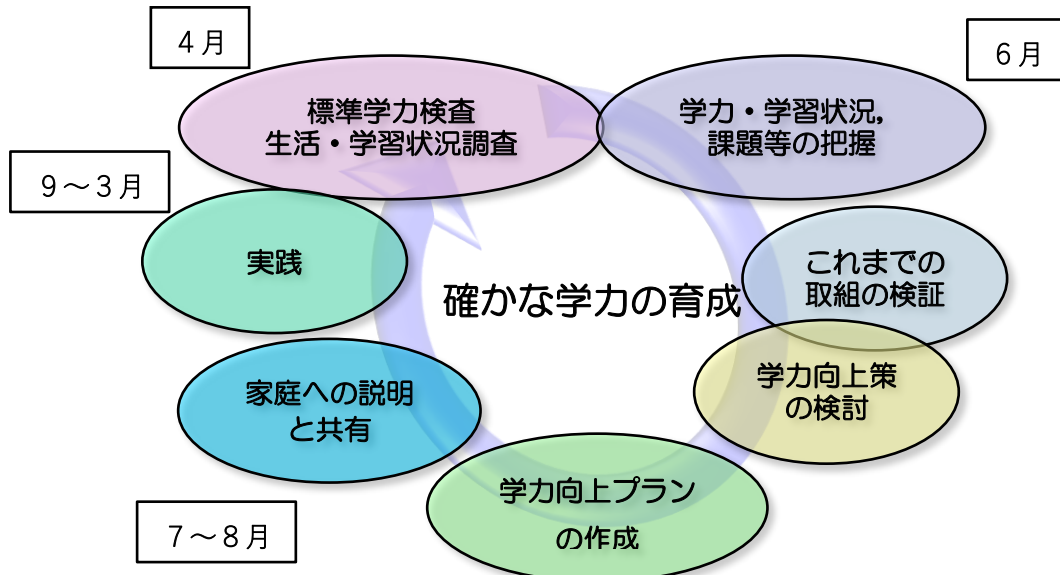 4月
6月
標準学力検査
生活・学習状況調査
学力・学習状況,
課題等の把握
9～3月
実践
これまでの
取組の検証
確かな学力の育成
学力向上策
の検討
家庭への説明
と共有
学力向上プラン
の作成
7～8月